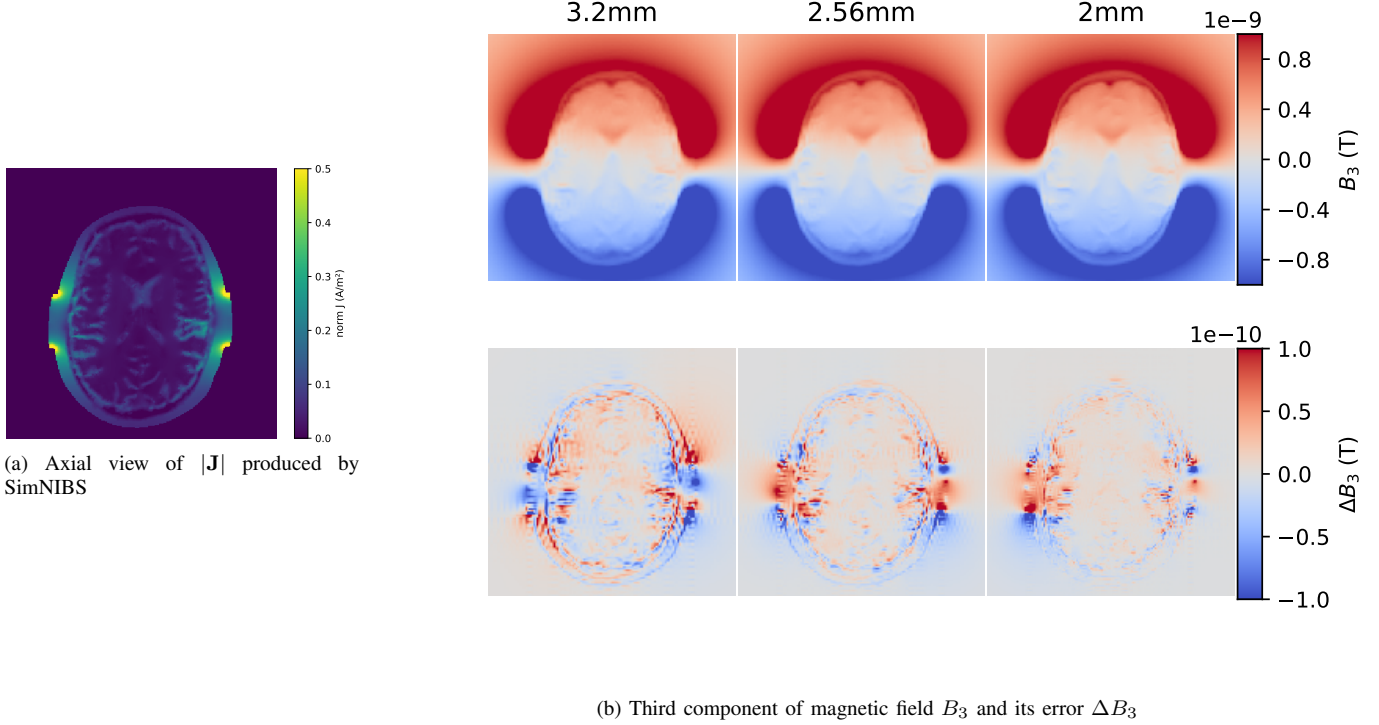 3.2mm 2.56mm 2mm
1e−9
0.8
0.4
0.0
−0.4
−0.8
B₃ (T)
0.5
0.4
0.3
0.2
0.1
0.0
norm J (A/m²)
(a) Axial view of |J| produced by
SimNIBS
1e−10
1.0
0.5
0.0
−0.5
−1.0
ΔB₃ (T)
(b) Third component of magnetic field B₃ and its error ΔB₃